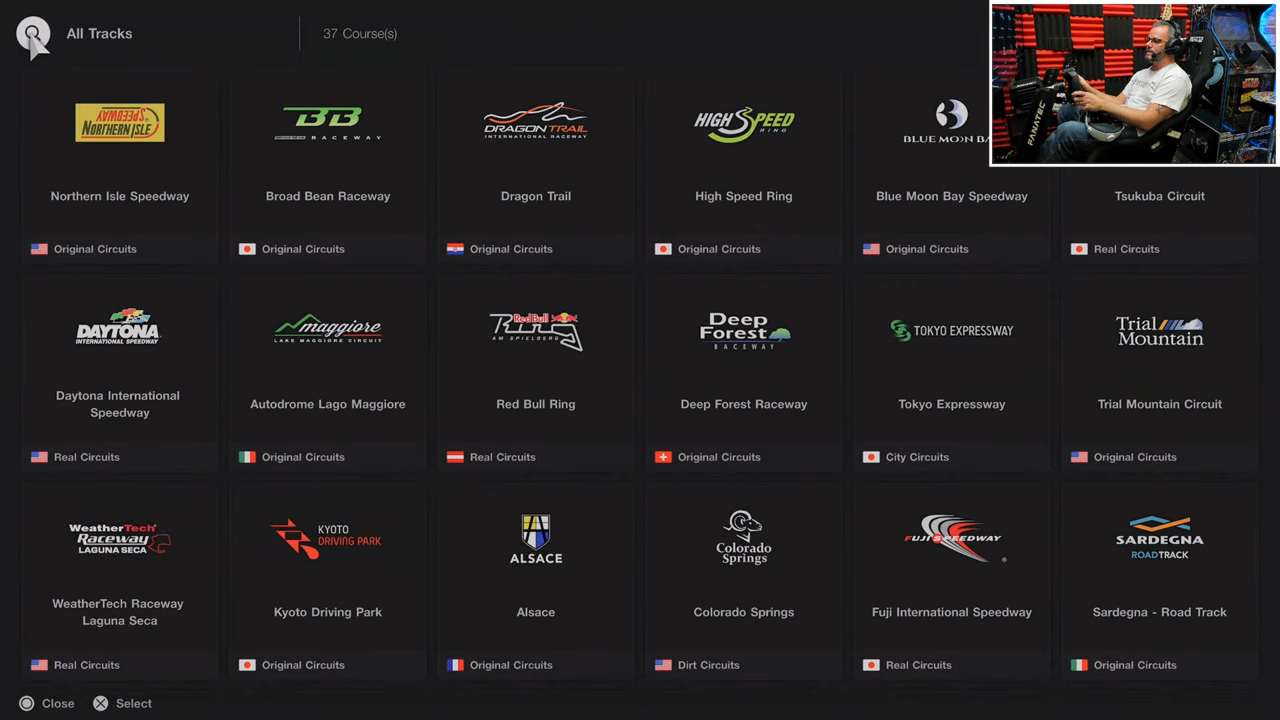 All Tracks
37 Course(s)
NORTHERN ISLE
SPEEDWAY
Northern Isle Speedway
Original Circuits
BB
RACEWAY
Broad Bean Raceway
Original Circuits
DRAGON TRAIL
INTERNATIONAL RACEWAY
Dragon Trail
Original Circuits
HIGH SPEED
RING
High Speed Ring
Original Circuits
BLUE MOON BA
Blue Moon Bay Speedway
Original Circuits
Tsukuba Circuit
Real Circuits
FANATEC
DAYTONA
INTERNATIONAL SPEEDWAY
Daytona International
Speedway
Real Circuits
maggiore
LAKE MAGGIORE CIRCUIT
Autodrome Lago Maggiore
Original Circuits
Red Bull
Ring
AM SPIELBERG
Red Bull Ring
Real Circuits
Deep
Forest
RACEWAY
Deep Forest Raceway
Original Circuits
TOKYO EXPRESSWAY
Tokyo Expressway
City Circuits
Trial
Mountain
Trial Mountain Circuit
Original Circuits
WeatherTech
Raceway
LAGUNA SECA
WeatherTech Raceway
Laguna Seca
Real Circuits
KYOTO
DRIVING PARK
Kyoto Driving Park
Original Circuits
ALSACE
Alsace
Original Circuits
Colorado
Springs
Colorado Springs
Dirt Circuits
FUJI SPEEDWAY
Fuji International Speedway
Real Circuits
SARDEGNA
ROAD TRACK
Sardegna - Road Track
Original Circuits
Close
Select